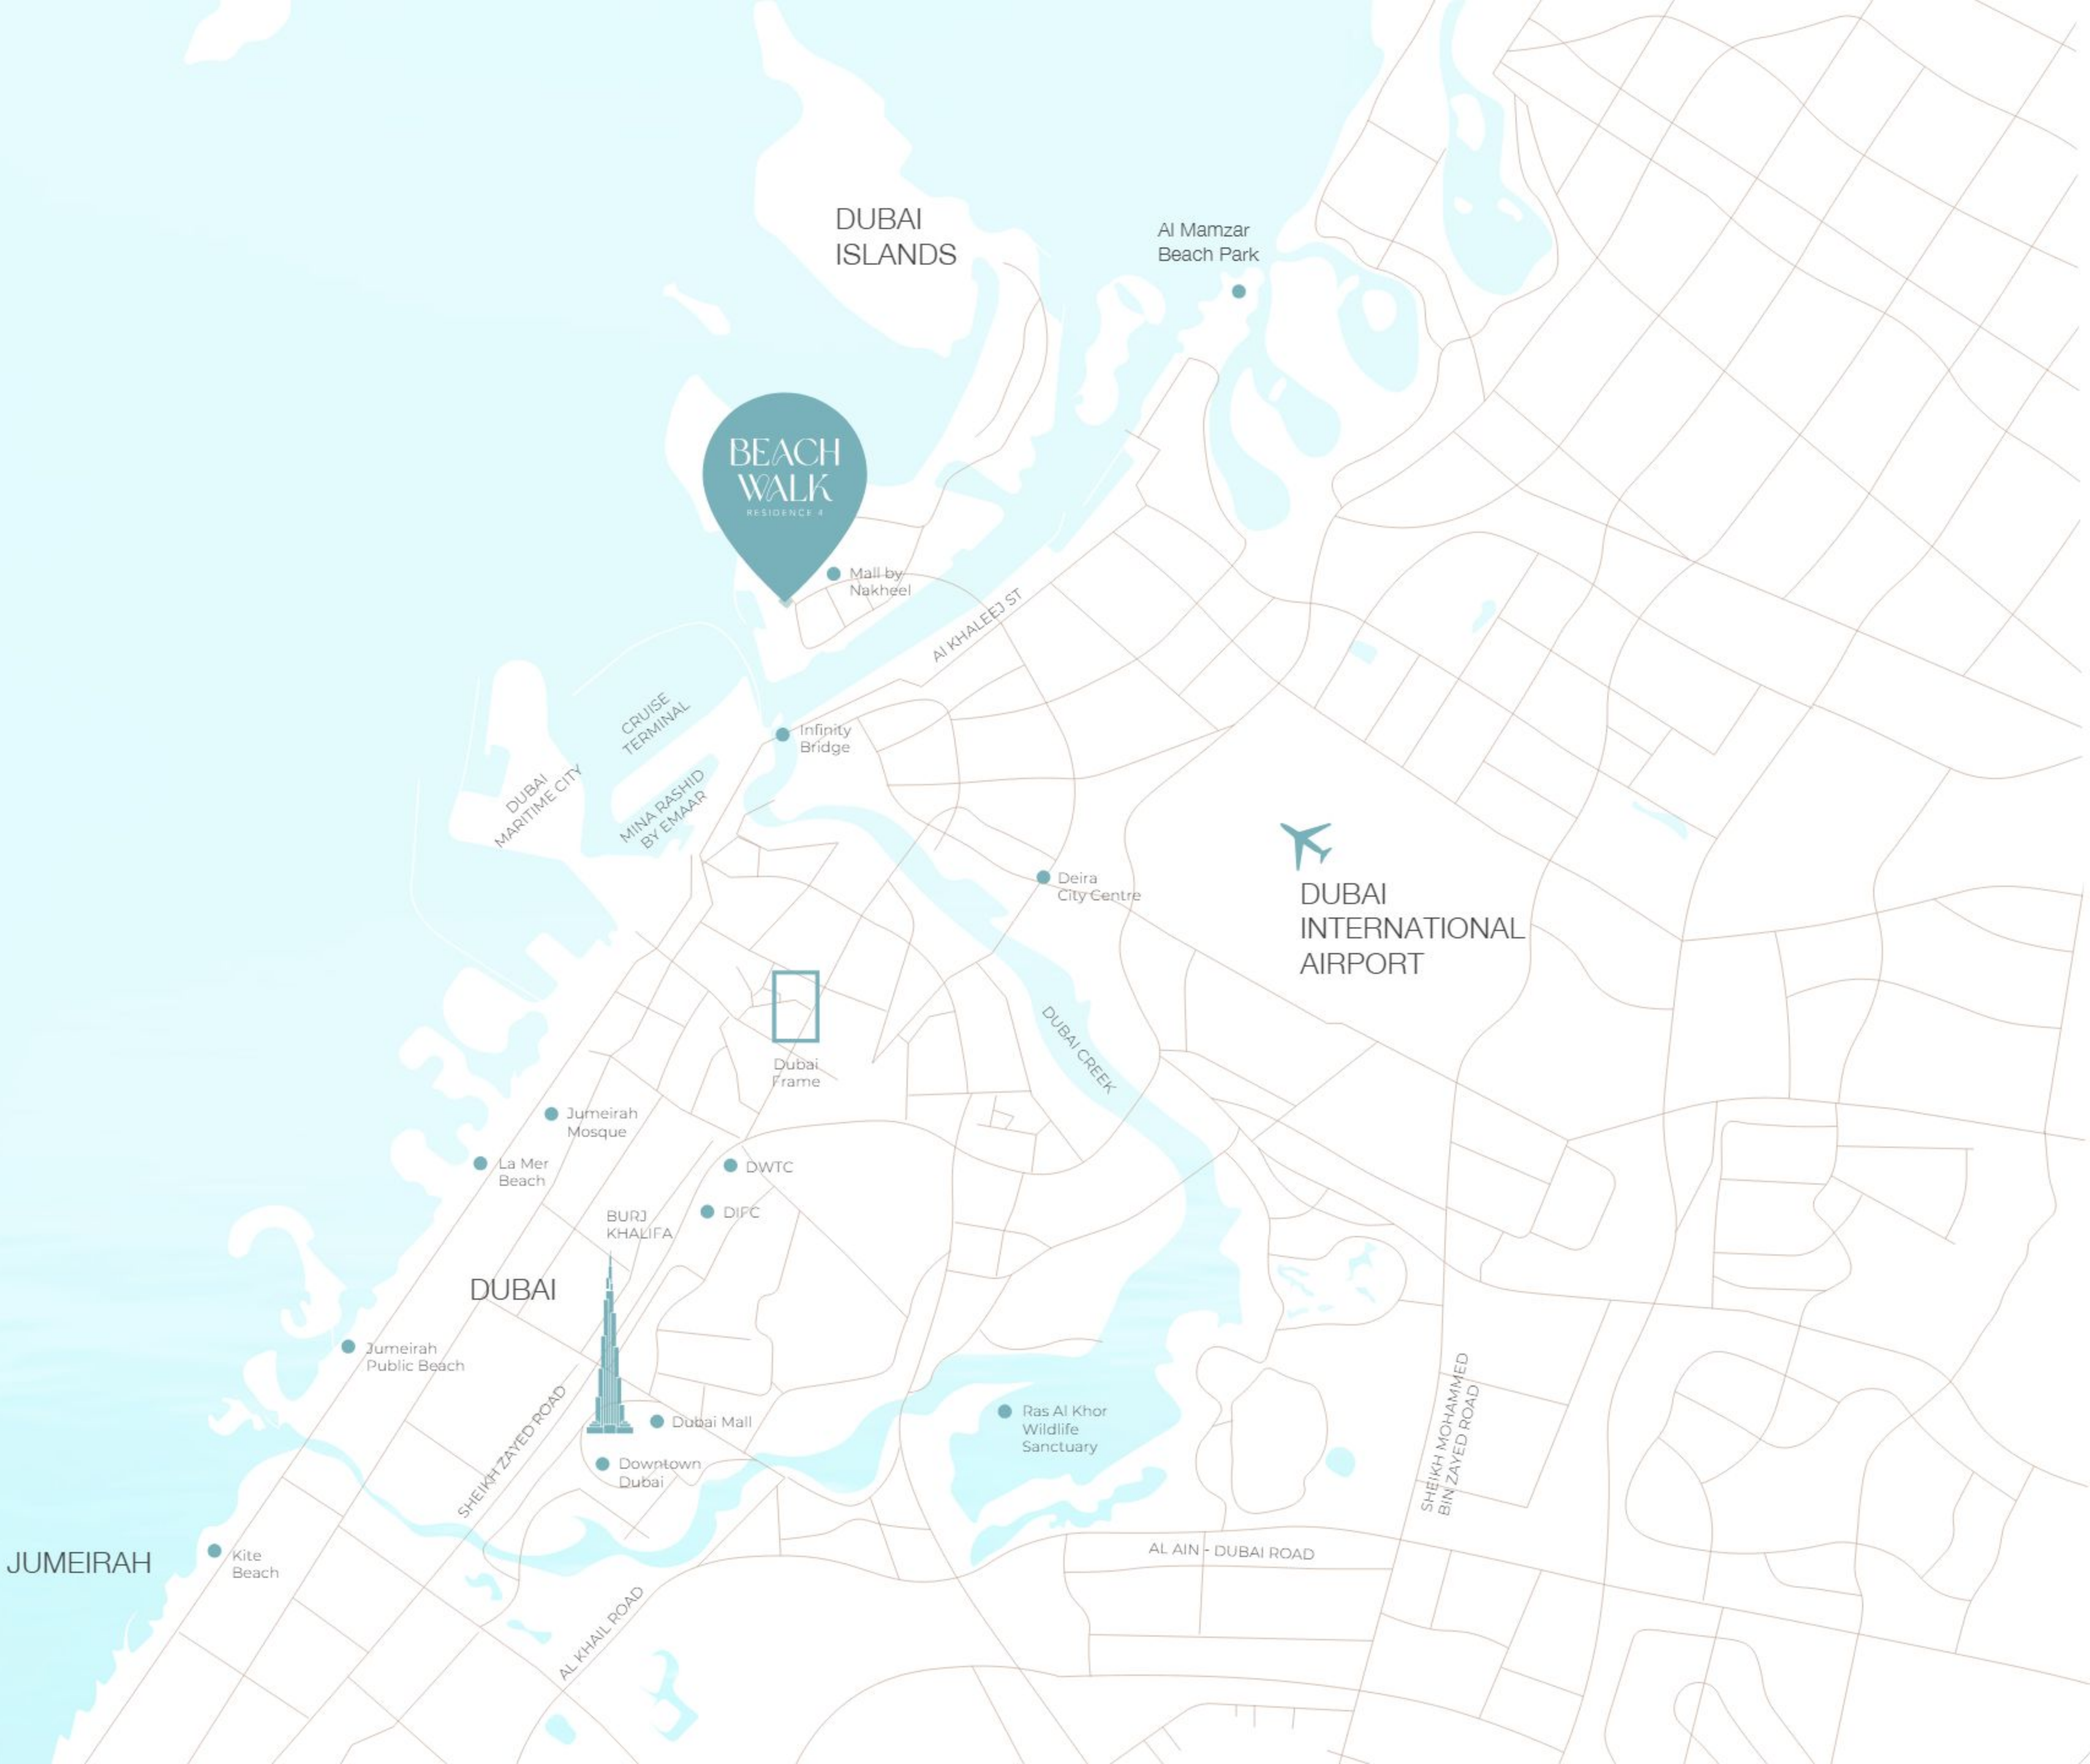 DUBAI
ISLANDS
Al Mamzar
Beach Park
BEACH
WALK
RESIDENCE 4
Mall by
Nakheel
Al KHALEEJ ST
CRUISE
TERMINAL
Infinity
Bridge
DUBAI
MARITIME CITY
MINA RASHID
BY EMAAR
Deira
City Centre
DUBAI
INTERNATIONAL
AIRPORT
DUBAI CREEK
Dubai
Frame
Jumeirah
Mosque
La Mer
Beach
DWTC
DIFC
BURJ
KHALIFA
DUBAI
Jumeirah
Public Beach
SHEIKH ZAYED ROAD
Dubai Mall
Downtown
Dubai
Ras Al Khor
Wildlife
Sanctuary
SHEIKH MOHAMMED
BIN ZAYED ROAD
JUMEIRAH
Kite
Beach
AL AIN - DUBAI ROAD
AL KHAIL ROAD